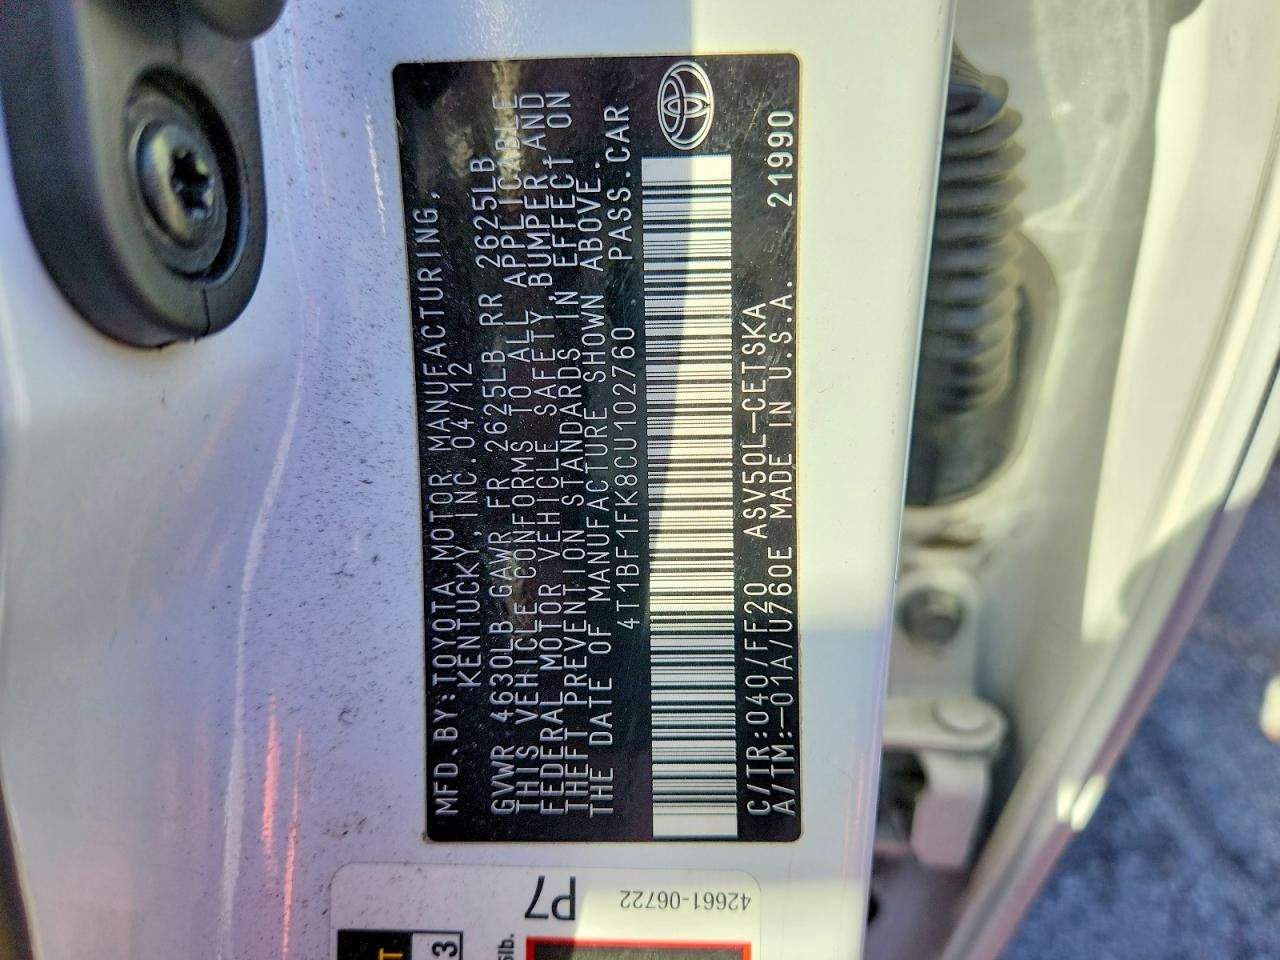 MFD.BY:TOYOTA MOTOR MANUFACTURING,
KENTUCKY, INC.04/12
GVWR 4630LB GAWR FR 2625LB RR 2625LB
THIS VEHICLE CONFORMS TO ALL APPLICABLE
FEDERAL MOTOR VEHICLE SAFETY,BUMPER,AND
THEFT PREVENTION STANDARDS IN EFFECT ON
THE DATE OF MANUFACTURE SHOWN ABOVE.
4T1BF1FK8CU102760 PASS.CAR
C/TR:040/FF20 ASV50L-CETSKA
A/TM:-01A/U760E MADE IN U.S.A. 21990
P7
42661-06722
3